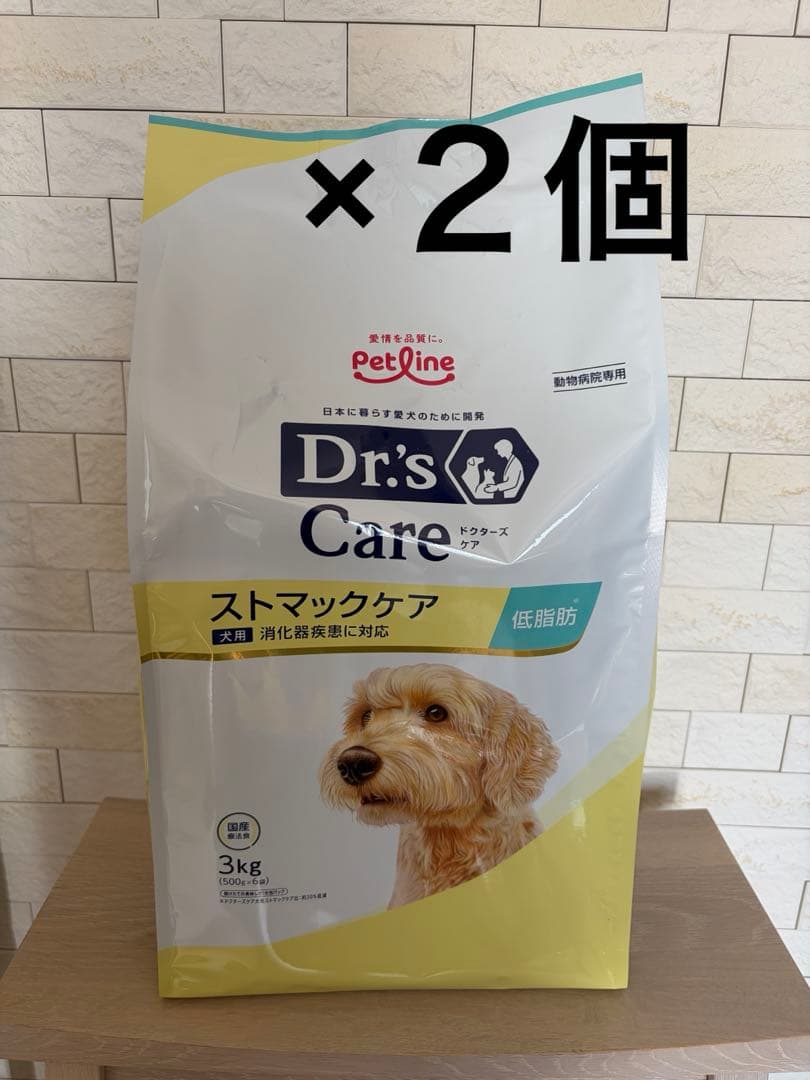 ×2個
愛情を品質に。
Petline
動物病院専用
日本に暮らす愛犬のために開発
Dr.'s
Care
ドクターズ
ケア
ストマックケア
低脂肪※
犬用 消化器疾患に対応
国産
療法食
3kg
(500g×6袋)